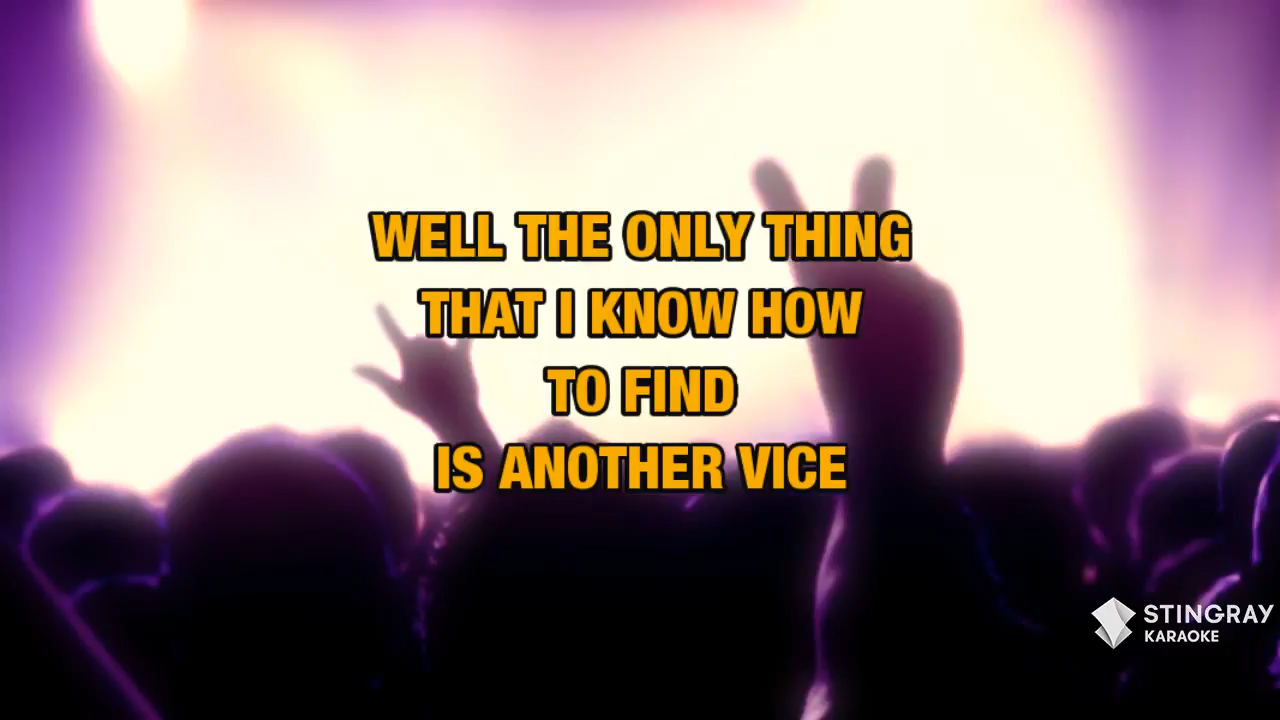 WELL THE ONLY THING
THAT I KNOW HOW
TO FIND
IS ANOTHER VICE
STINGRAY
KARAOKE